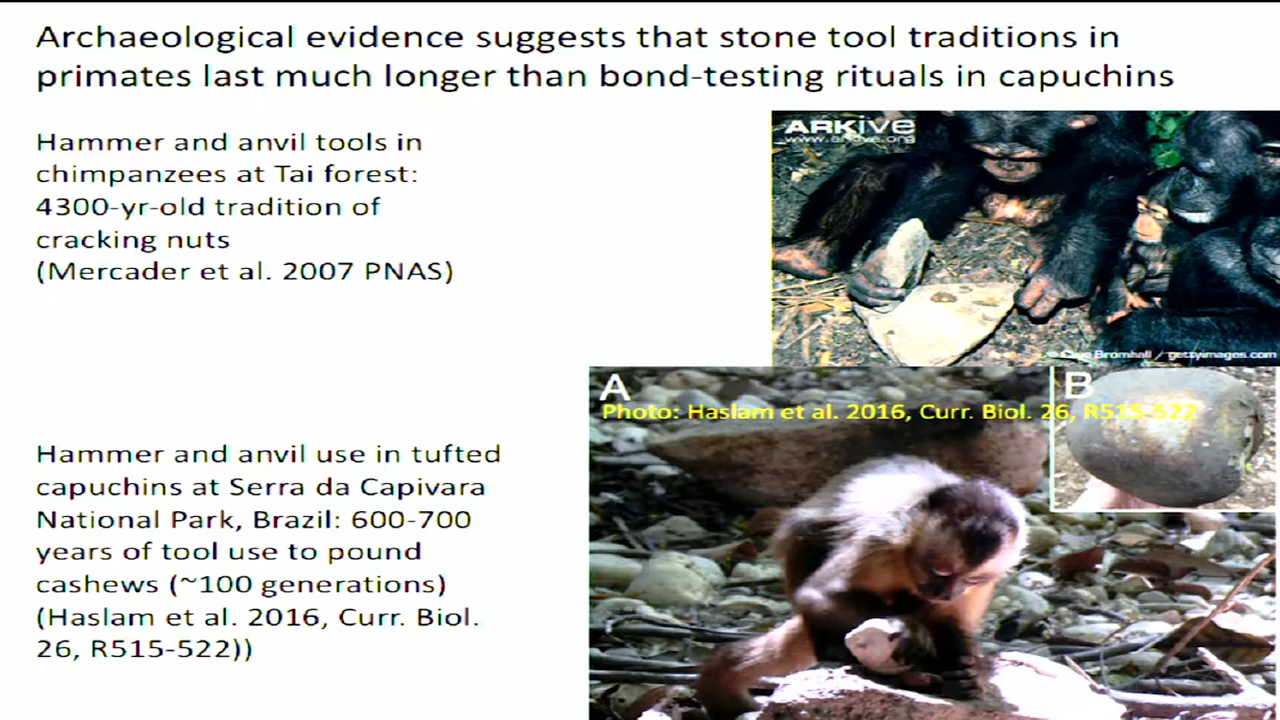 Archaeological evidence suggests that stone tool traditions in
primates last much longer than bond-testing rituals in capuchins
Hammer and anvil tools in
chimpanzees at Tai forest:
4300-yr-old tradition of
cracking nuts
(Mercader et al. 2007 PNAS)
ARKive
www.arkive.org
© Clive Bromhall / gettyimages.com
A
B
Photo: Haslam et al. 2016, Curr. Biol. 26, R515-522
Hammer and anvil use in tufted
capuchins at Serra da Capivara
National Park, Brazil: 600-700
years of tool use to pound
cashews (~100 generations)
(Haslam et al. 2016, Curr. Biol.
26, R515-522))